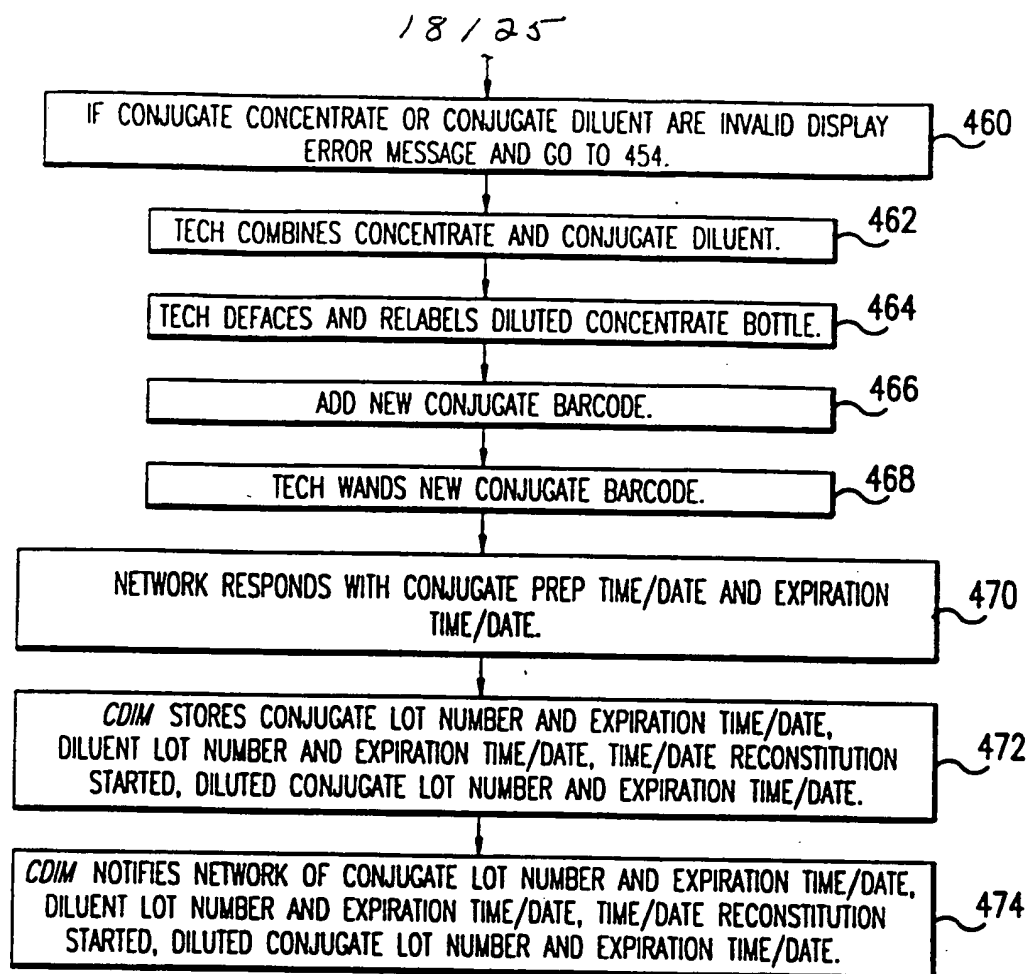 18/25
IF CONJUGATE CONCENTRATE OR CONJUGATE DILUENT ARE INVALID DISPLAY
ERROR MESSAGE AND GO TO 454.
460
TECH COMBINES CONCENTRATE AND CONJUGATE DILUENT.
462
TECH DEFACES AND RELABELS DILUTED CONCENTRATE BOTTLE.
464
ADD NEW CONJUGATE BARCODE.
466
TECH WANDS NEW CONJUGATE BARCODE.
468
NETWORK RESPONDS WITH CONJUGATE PREP TIME/DATE AND EXPIRATION
TIME/DATE.
470
CDIM STORES CONJUGATE LOT NUMBER AND EXPIRATION TIME/DATE,
DILUENT LOT NUMBER AND EXPIRATION TIME/DATE, TIME/DATE RECONSTITUTION
STARTED, DILUTED CONJUGATE LOT NUMBER AND EXPIRATION TIME/DATE.
472
CDIM NOTIFIES NETWORK OF CONJUGATE LOT NUMBER AND EXPIRATION TIME/DATE,
DILUENT LOT NUMBER AND EXPIRATION TIME/DATE, TIME/DATE RECONSTITUTION
STARTED, DILUTED CONJUGATE LOT NUMBER AND EXPIRATION TIME/DATE.
474